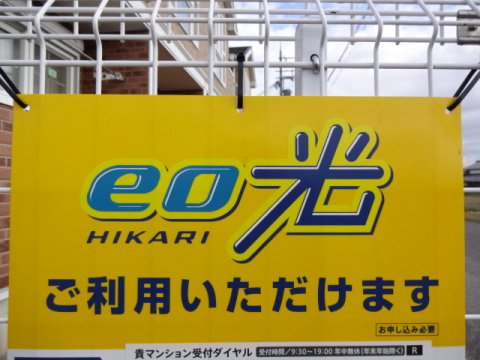 eo光
HIKARI
ご利用いただけます
お申し込み必要
貴マンション受付ダイヤル 受付時間/9:30~19:00 年中無休(年末年始除く) R